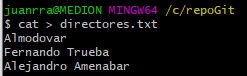 juanrra@MEDION MINGW64 /c/repoGit
$ cat > directores.txt
Almodovar
Fernando Trueba
Alejandro Amenabar